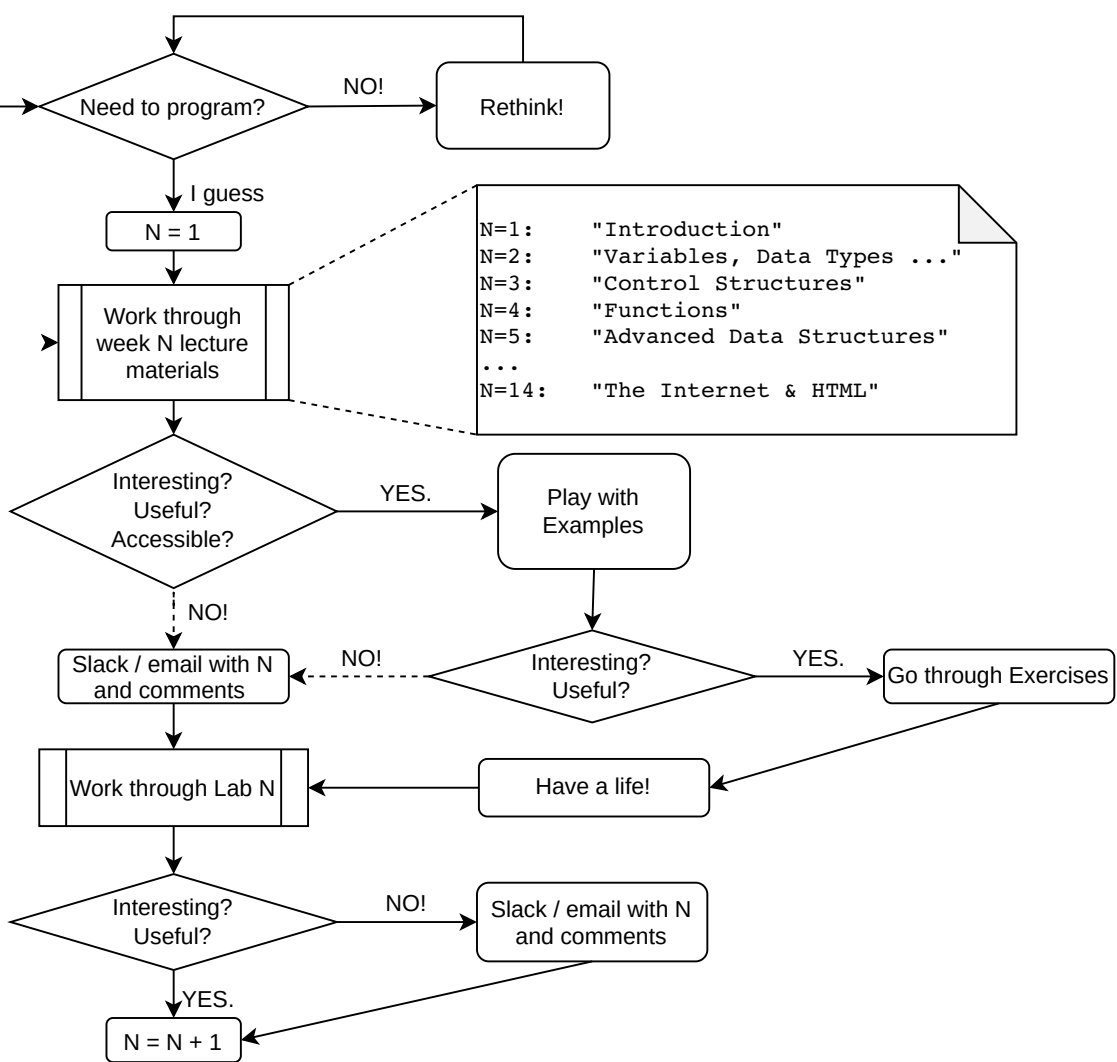 Need to program?
NO!
Rethink!
I guess
N = 1
Work through
week N lecture
materials
N=1: "Introduction"
N=2: "Variables, Data Types ..."
N=3: "Control Structures"
N=4: "Functions"
N=5: "Advanced Data Structures"
...
N=14: "The Internet & HTML"
Interesting?
Useful?
Accessible?
YES.
Play with
Examples
NO!
Slack / email with N
and comments
NO!
Interesting?
Useful?
YES.
Go through Exercises
Work through Lab N
Have a life!
Interesting?
Useful?
NO!
Slack / email with N
and comments
YES.
N = N + 1